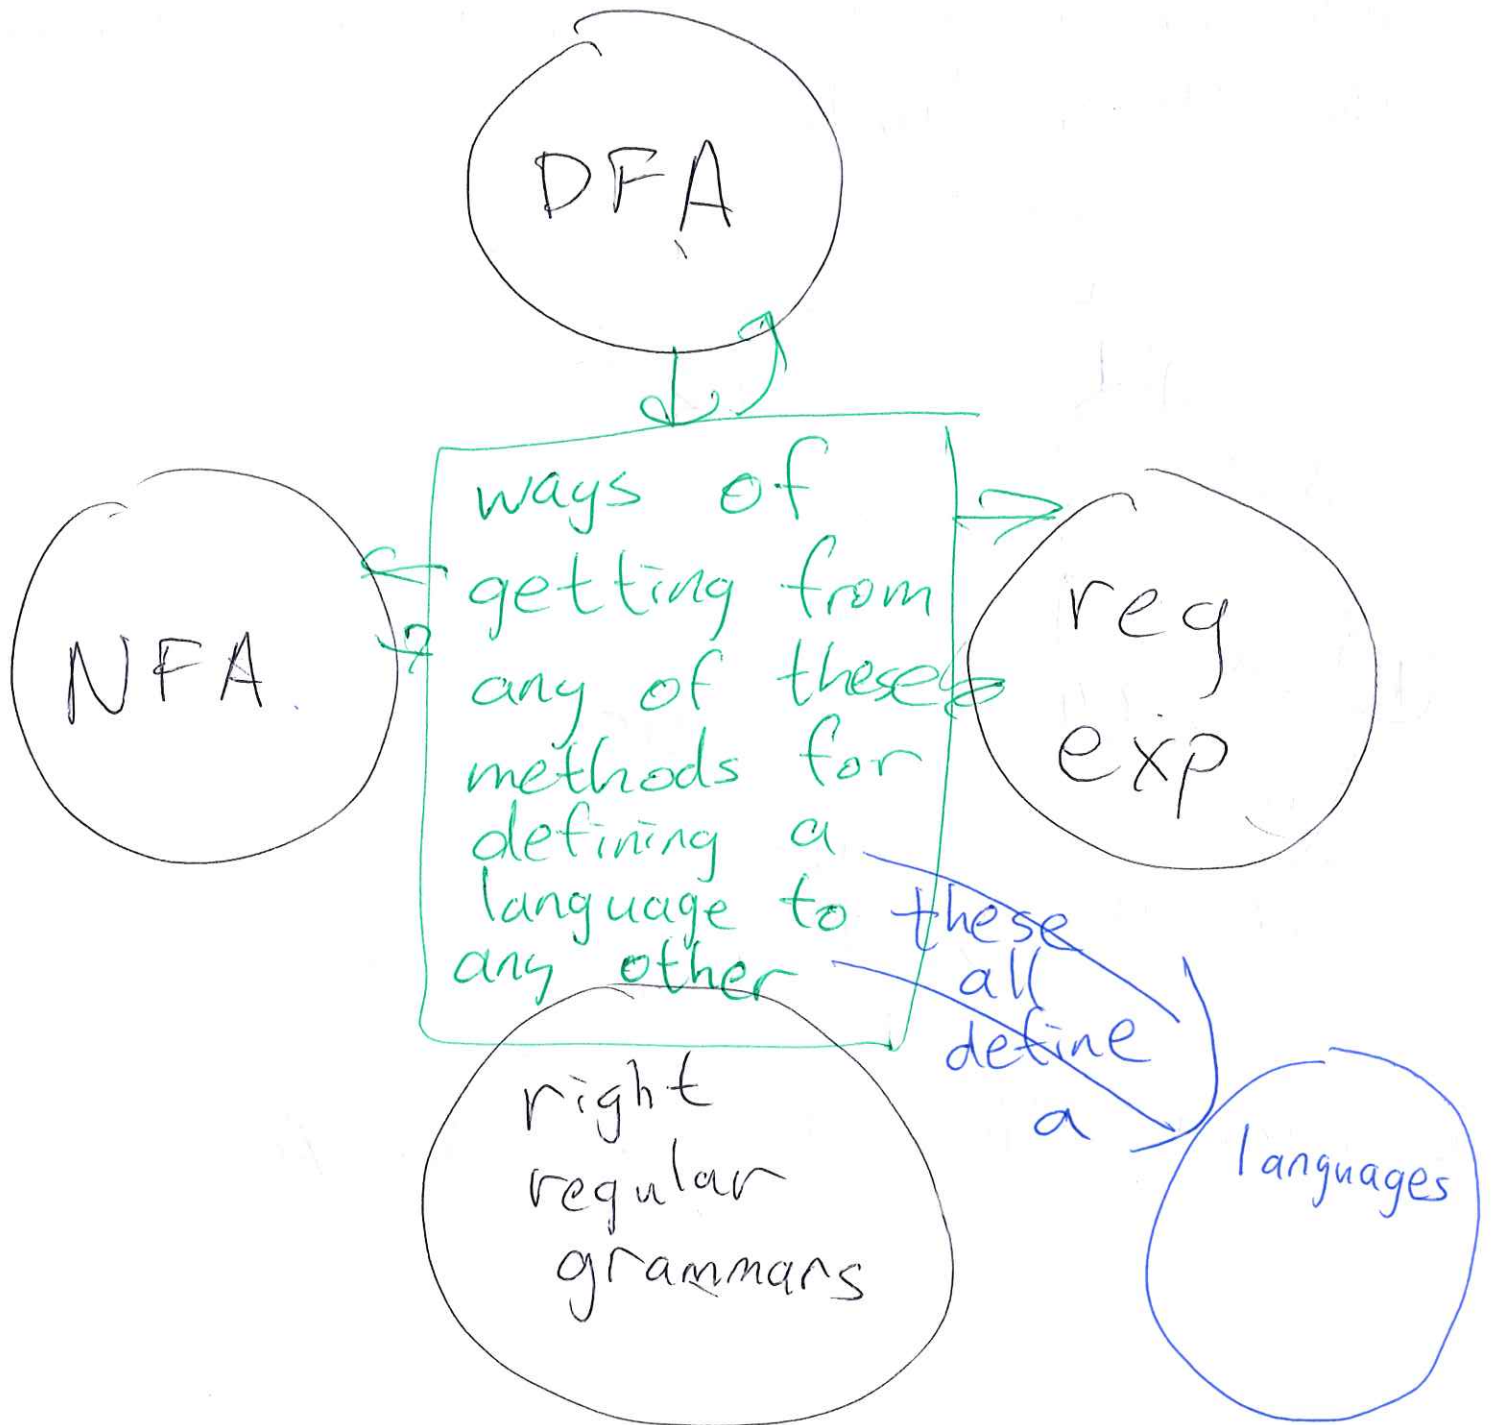 DFA
ways of
getting from
any of these
methods for
defining a
language to
any other
NFA
reg
exp
right
regular
grammars
these
all
define
a
languages